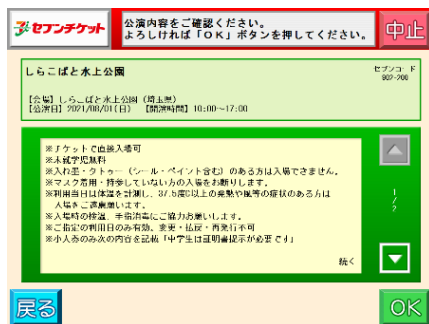 セブンチケット
公演内容をご確認ください。
よろしければ「OK」ボタンを押してください。
中止
しらこばと水上公園
セブンコード
902-700
【会場】しらこばと水上公園（埼玉県）
【公演日】2021/08/01(日) 【開演時間】10:00～17:00
※チケットで直接入場可
※未就学児無料
※入れ墨・タトゥー（シール・ペイント含む）のある方は入場できません。
※マスク着用・持参していない方の入場をお断りします。
※利用当日は体温を計測し、37.5度以上の発熱や風等の症状のある方は
入場をご遠慮願います。
※入場時の検温、手指消毒にご協力お願いします。
※ご指定の利用日のみ有効、変更・払戻・再発行不可
※小人券のみ次の内容を記載「中学生は証明書提示が必要です」
続く
1/2
戻る
OK